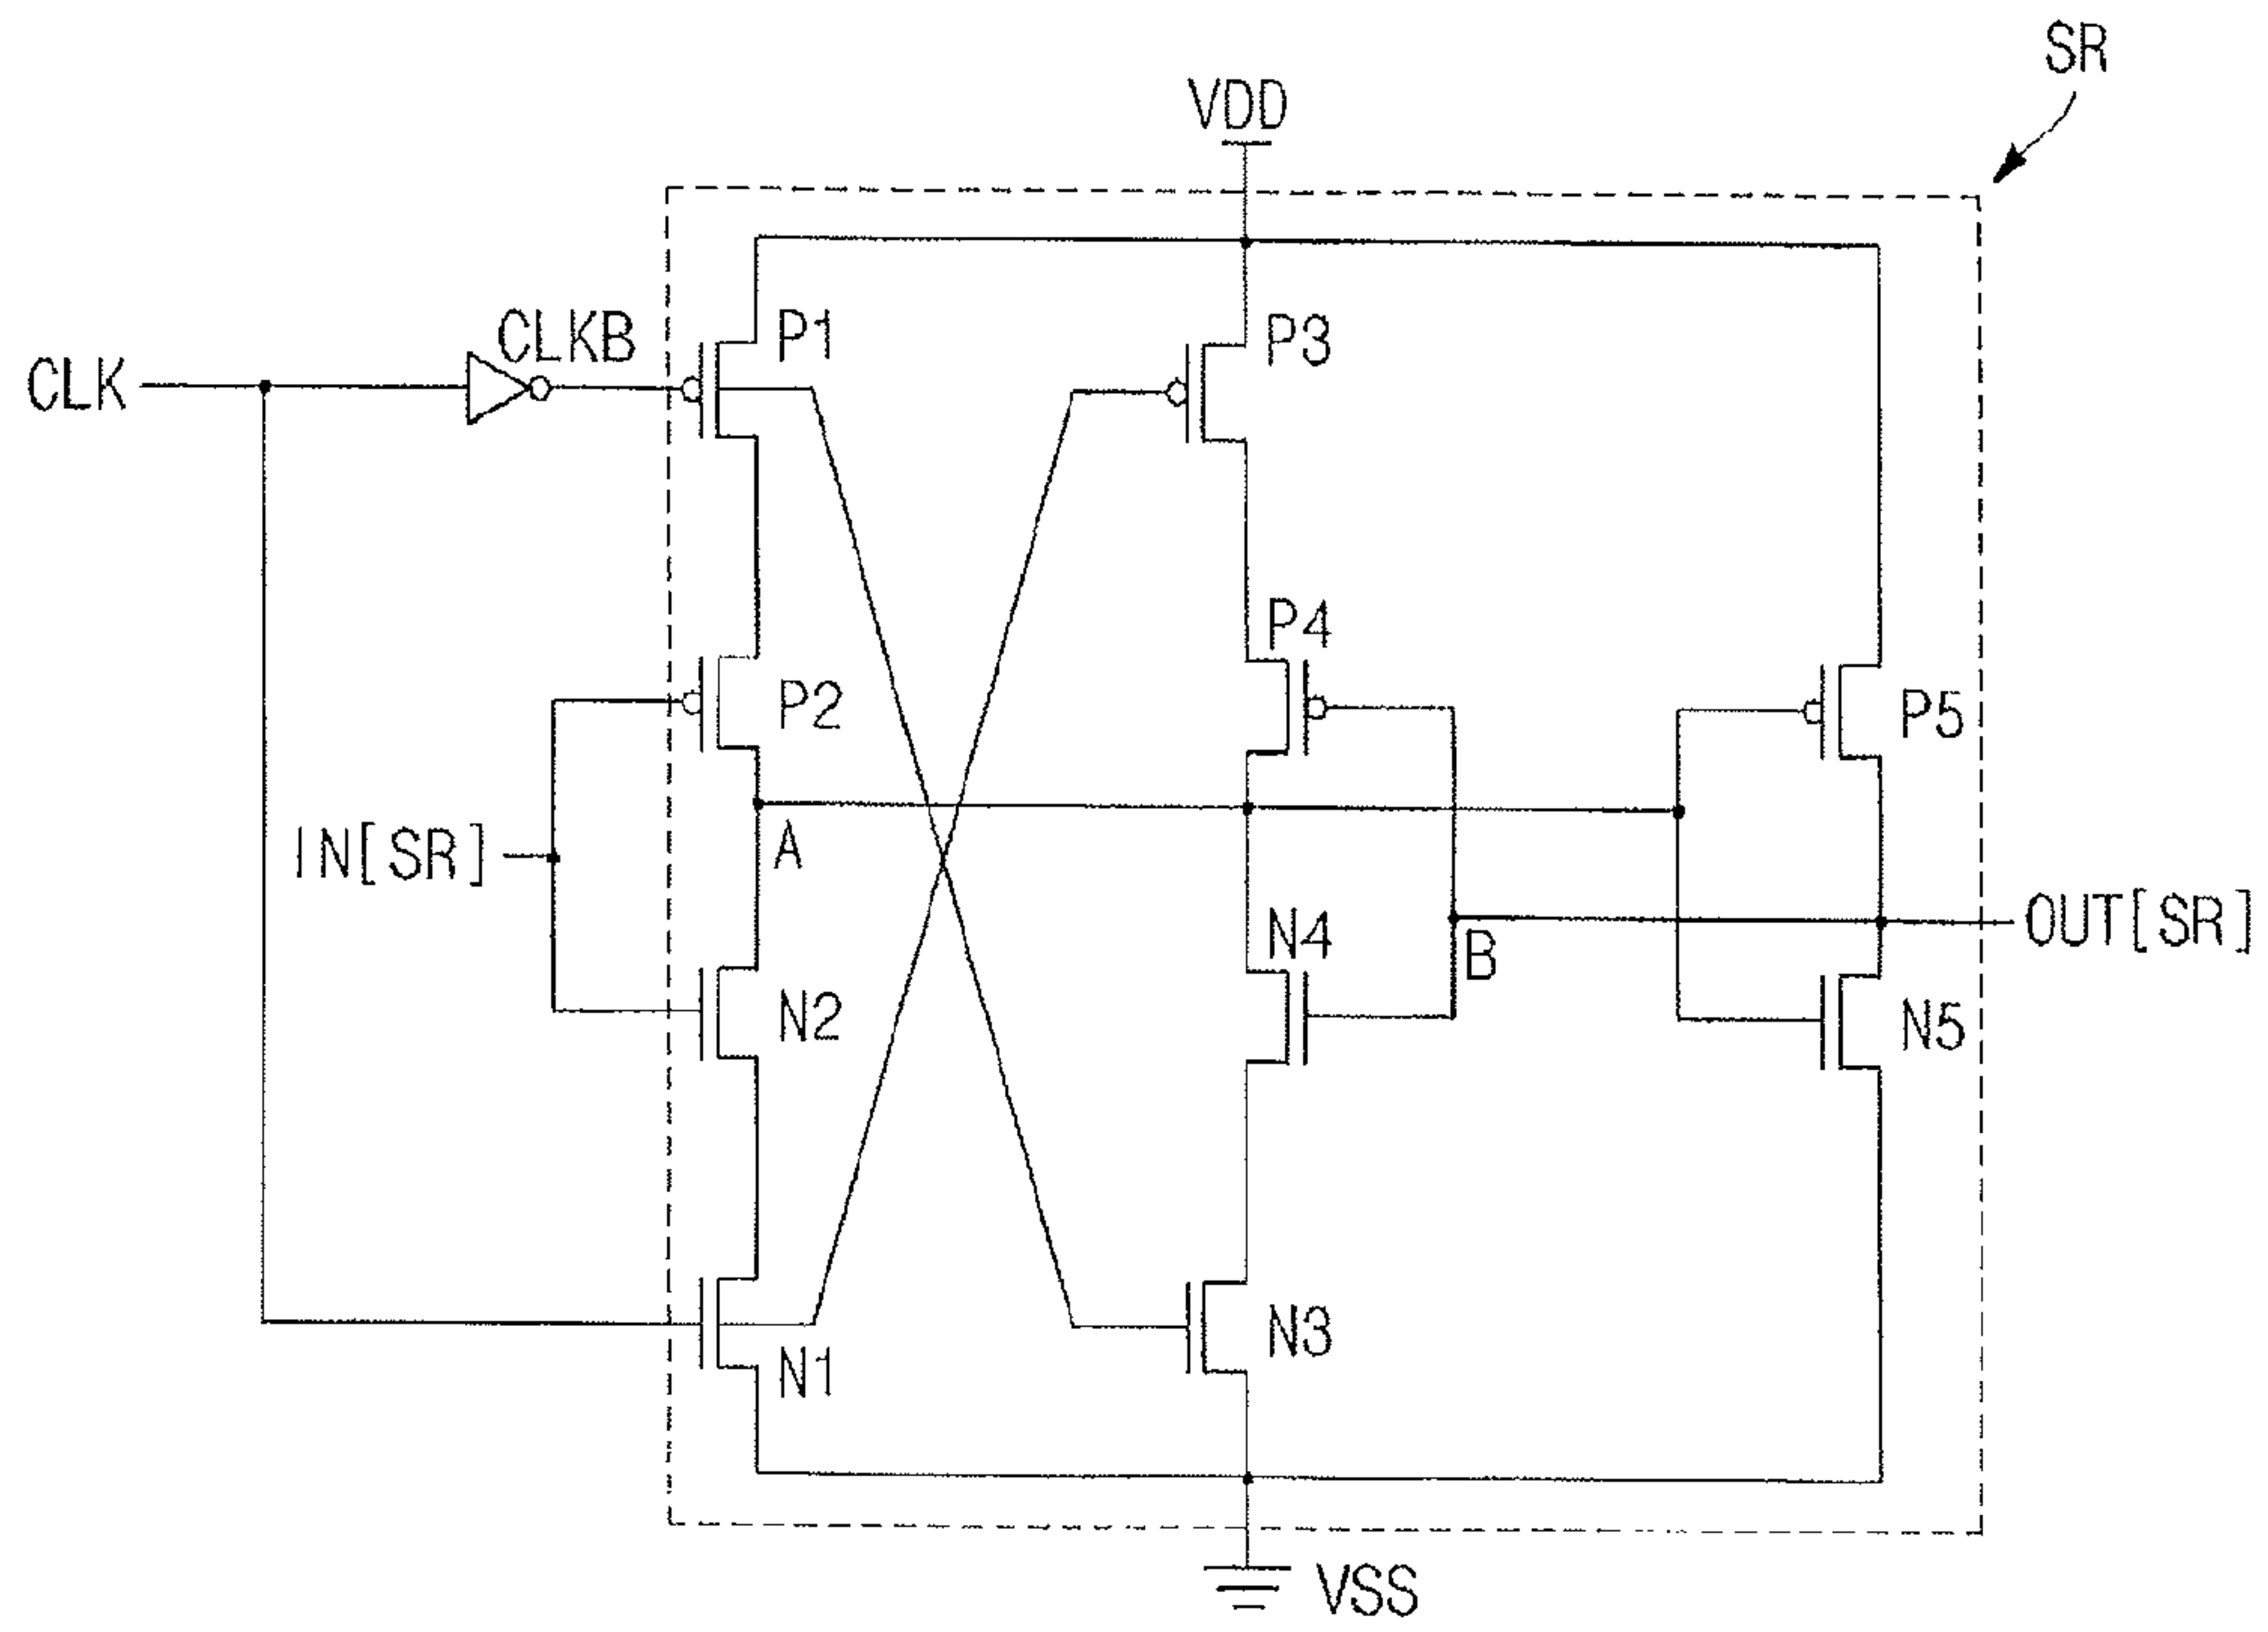 SR
VDD
CLK
CLKB
P1
P3
P4
P2
P5
IN[SR]
A
N4
B
OUT[SR]
N2
N5
N1
N3
VSS